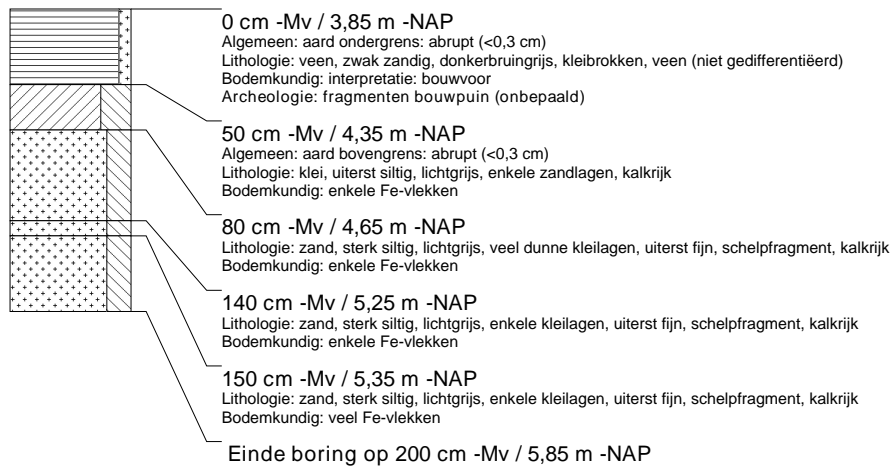 0 cm -Mv / 3,85 m -NAP
Algemeen: aard ondergrens: abrupt (<0,3 cm)
Lithologie: veen, zwak zandig, donkerbruingrijs, kleibrokken, veen (niet gedifferentiëerd)
Bodemkundig: interpretatie: bouwvoor
Archeologie: fragmenten bouwpuin (onbepaald)
50 cm -Mv / 4,35 m -NAP
Algemeen: aard bovengrens: abrupt (<0,3 cm)
Lithologie: klei, uiterst siltig, lichtgrijs, enkele zandlagen, kalkrijk
Bodemkundig: enkele Fe-vlekken
80 cm -Mv / 4,65 m -NAP
Lithologie: zand, sterk siltig, lichtgrijs, veel dunne kleilagen, uiterst fijn, schelpfragment, kalkrijk
Bodemkundig: enkele Fe-vlekken
140 cm -Mv / 5,25 m -NAP
Lithologie: zand, sterk siltig, lichtgrijs, enkele kleilagen, uiterst fijn, schelpfragment, kalkrijk
Bodemkundig: enkele Fe-vlekken
150 cm -Mv / 5,35 m -NAP
Lithologie: zand, sterk siltig, lichtgrijs, enkele kleilagen, uiterst fijn, schelpfragment, kalkrijk
Bodemkundig: veel Fe-vlekken
Einde boring op 200 cm -Mv / 5,85 m -NAP